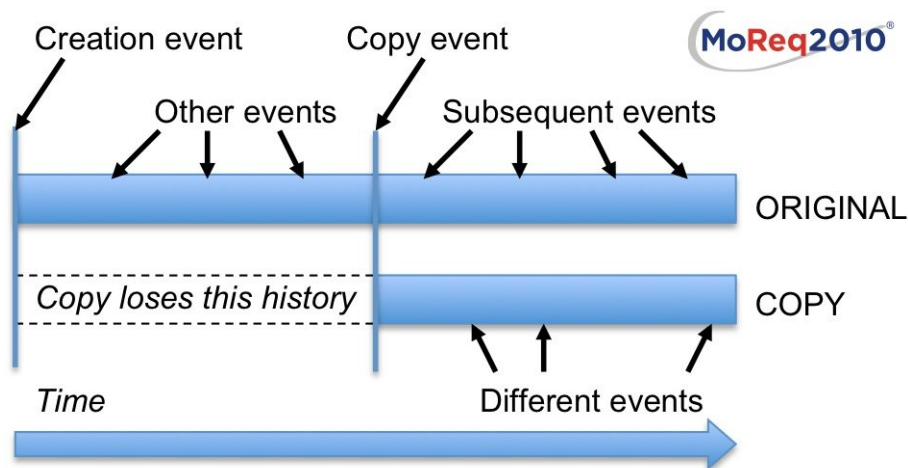 Creation event
Copy event
MoReq2010®
Other events
Subsequent events
ORIGINAL
Copy loses this history
COPY
Time
Different events